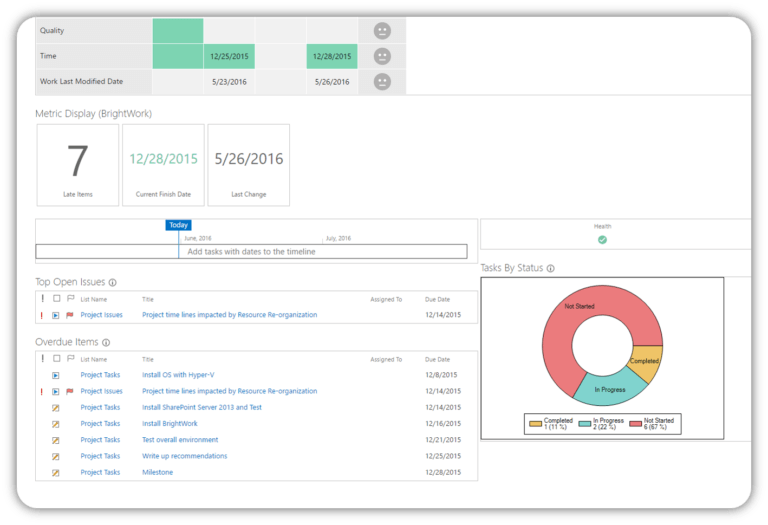 Quality
Time 12/25/2015 12/28/2015
Work Last Modified Date 5/23/2016 5/26/2016
Metric Display (BrightWork)
7 12/28/2015 5/26/2016
Late Items Current Finish Date Last Change
Today
June, 2016 July, 2016
Add tasks with dates to the timeline
Health
Top Open Issues
List Name Title Assigned To Due Date
! Project Issues Project time lines impacted by Resource Re-organization 12/14/2015
Overdue Items
List Name Title Assigned To Due Date
Project Tasks Install OS with Hyper-V 12/8/2015
! Project Issues Project time lines impacted by Resource Re-organization 12/14/2015
Project Tasks Install SharePoint Server 2013 and Test 12/14/2015
Project Tasks Install BrightWork 12/16/2015
Project Tasks Test overall environment 12/21/2015
Project Tasks Write up recommendations 12/25/2015
Project Tasks Milestone 12/28/2015
Tasks By Status
Not Started
Completed
In Progress
Completed In Progress Not Started
1 (11 %) 2 (22 %) 6 (67 %)